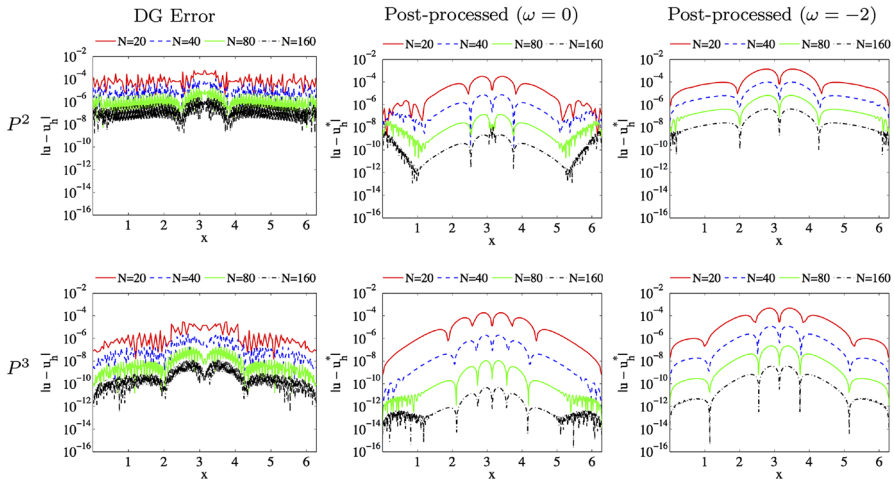 DG Error
Post-processed (ω = 0)
Post-processed (ω = −2)
N=20 N=40 N=80 N=160
N=20 N=40 N=80 N=160
N=20 N=40 N=80 N=160
P²
|u − u_h|
10⁻²
10⁻⁴
10⁻⁶
10⁻⁸
10⁻¹⁰
10⁻¹²
10⁻¹⁴
10⁻¹⁶
1 2 3 4 5 6
x
|u − u_h*|
10⁻²
10⁻⁴
10⁻⁶
10⁻⁸
10⁻¹⁰
10⁻¹²
10⁻¹⁴
10⁻¹⁶
1 2 3 4 5 6
x
|u − u_h*|
10⁻²
10⁻⁴
10⁻⁶
10⁻⁸
10⁻¹⁰
10⁻¹²
10⁻¹⁴
10⁻¹⁶
1 2 3 4 5 6
x
N=20 N=40 N=80 N=160
N=20 N=40 N=80 N=160
N=20 N=40 N=80 N=160
P³
|u − u_h|
10⁻²
10⁻⁴
10⁻⁶
10⁻⁸
10⁻¹⁰
10⁻¹²
10⁻¹⁴
10⁻¹⁶
1 2 3 4 5 6
x
|u − u_h*|
10⁻²
10⁻⁴
10⁻⁶
10⁻⁸
10⁻¹⁰
10⁻¹²
10⁻¹⁴
10⁻¹⁶
1 2 3 4 5 6
x
|u − u_h*|
10⁻²
10⁻⁴
10⁻⁶
10⁻⁸
10⁻¹⁰
10⁻¹²
10⁻¹⁴
10⁻¹⁶
1 2 3 4 5 6
x